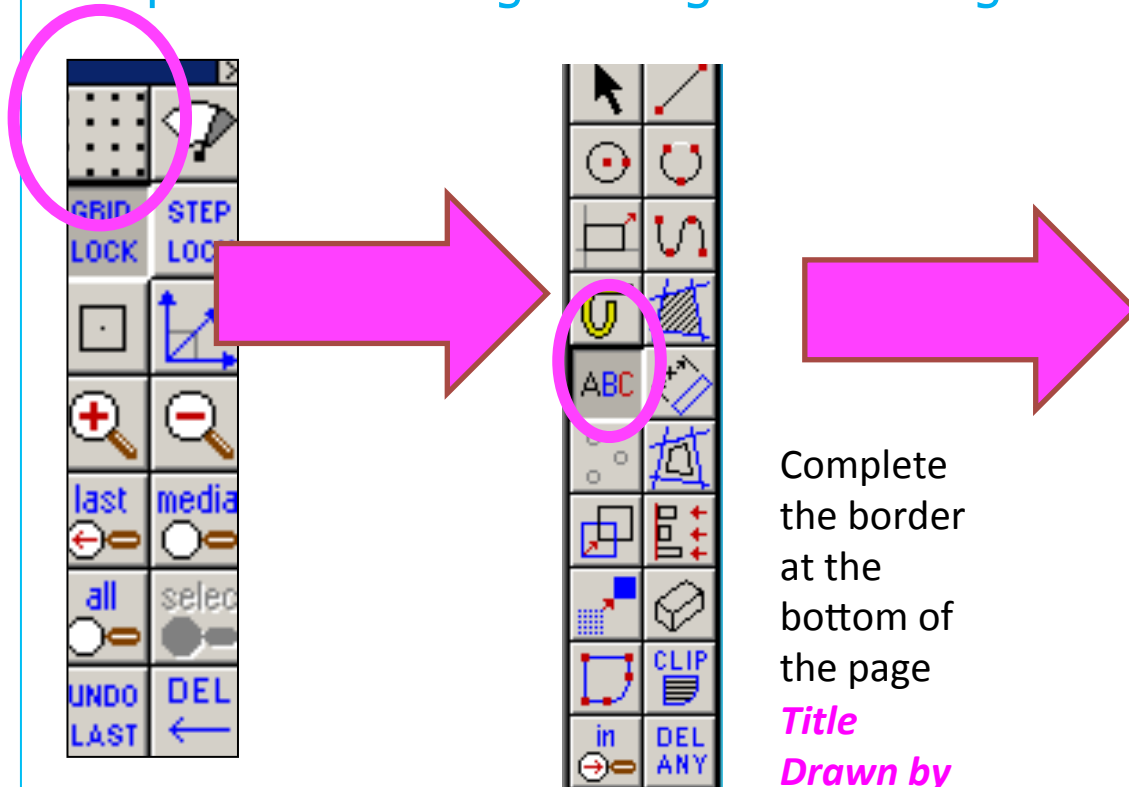 GRID
LOCK
STEP
LOCK
last
media
all
selec
UNDO
LAST
DEL
ABC
CLIP
in
DEL
ANY
Complete
the border
at the
bottom of
the page
Title
Drawn by